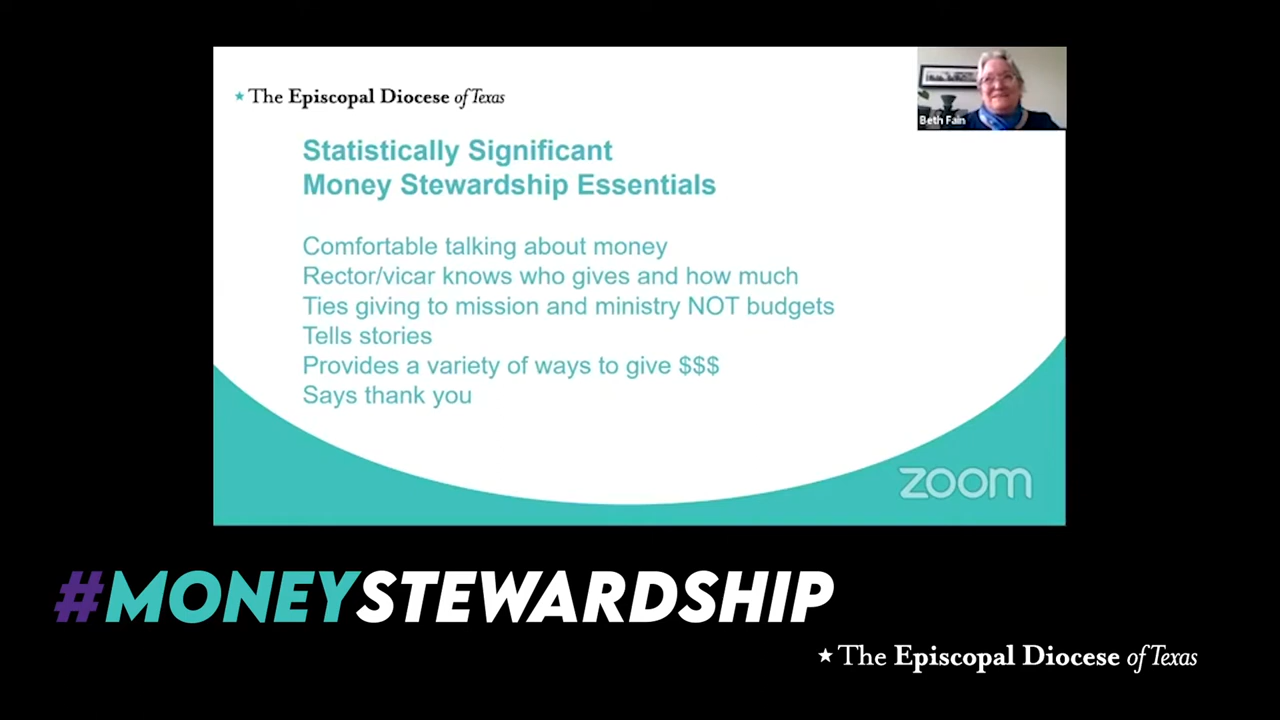 The Episcopal Diocese of Texas
Beth Fain
Statistically Significant
Money Stewardship Essentials
Comfortable talking about money
Rector/vicar knows who gives and how much
Ties giving to mission and ministry NOT budgets
Tells stories
Provides a variety of ways to give $$$
Says thank you
zoom
#MONEYSTEWARDSHIP
The Episcopal Diocese of Texas